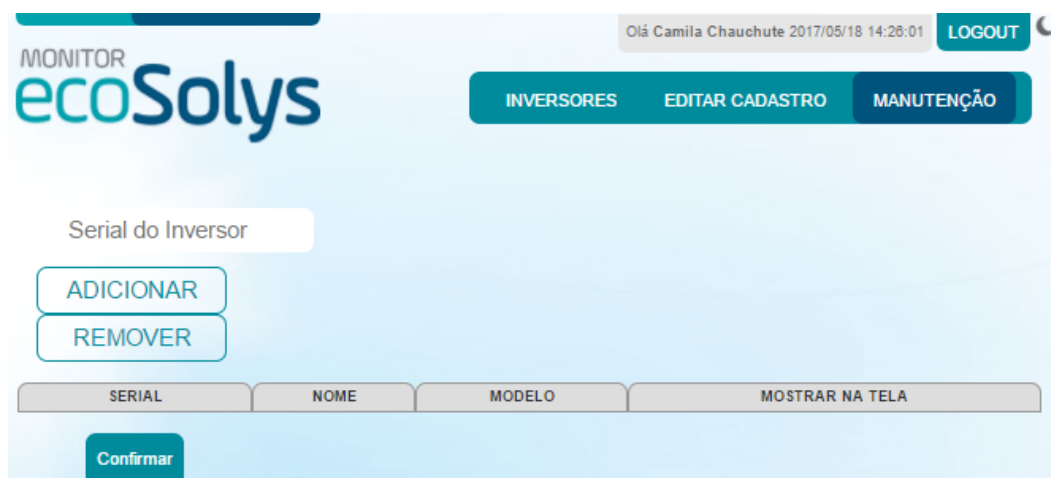 Olá Camila Chauchute 2017/05/18 14:26:01 LOGOUT
MONITOR
ecoSolys
INVERSORES EDITAR CADASTRO MANUTENÇÃO
Serial do Inversor
ADICIONAR
REMOVER
SERIAL NOME MODELO MOSTRAR NA TELA
Confirmar